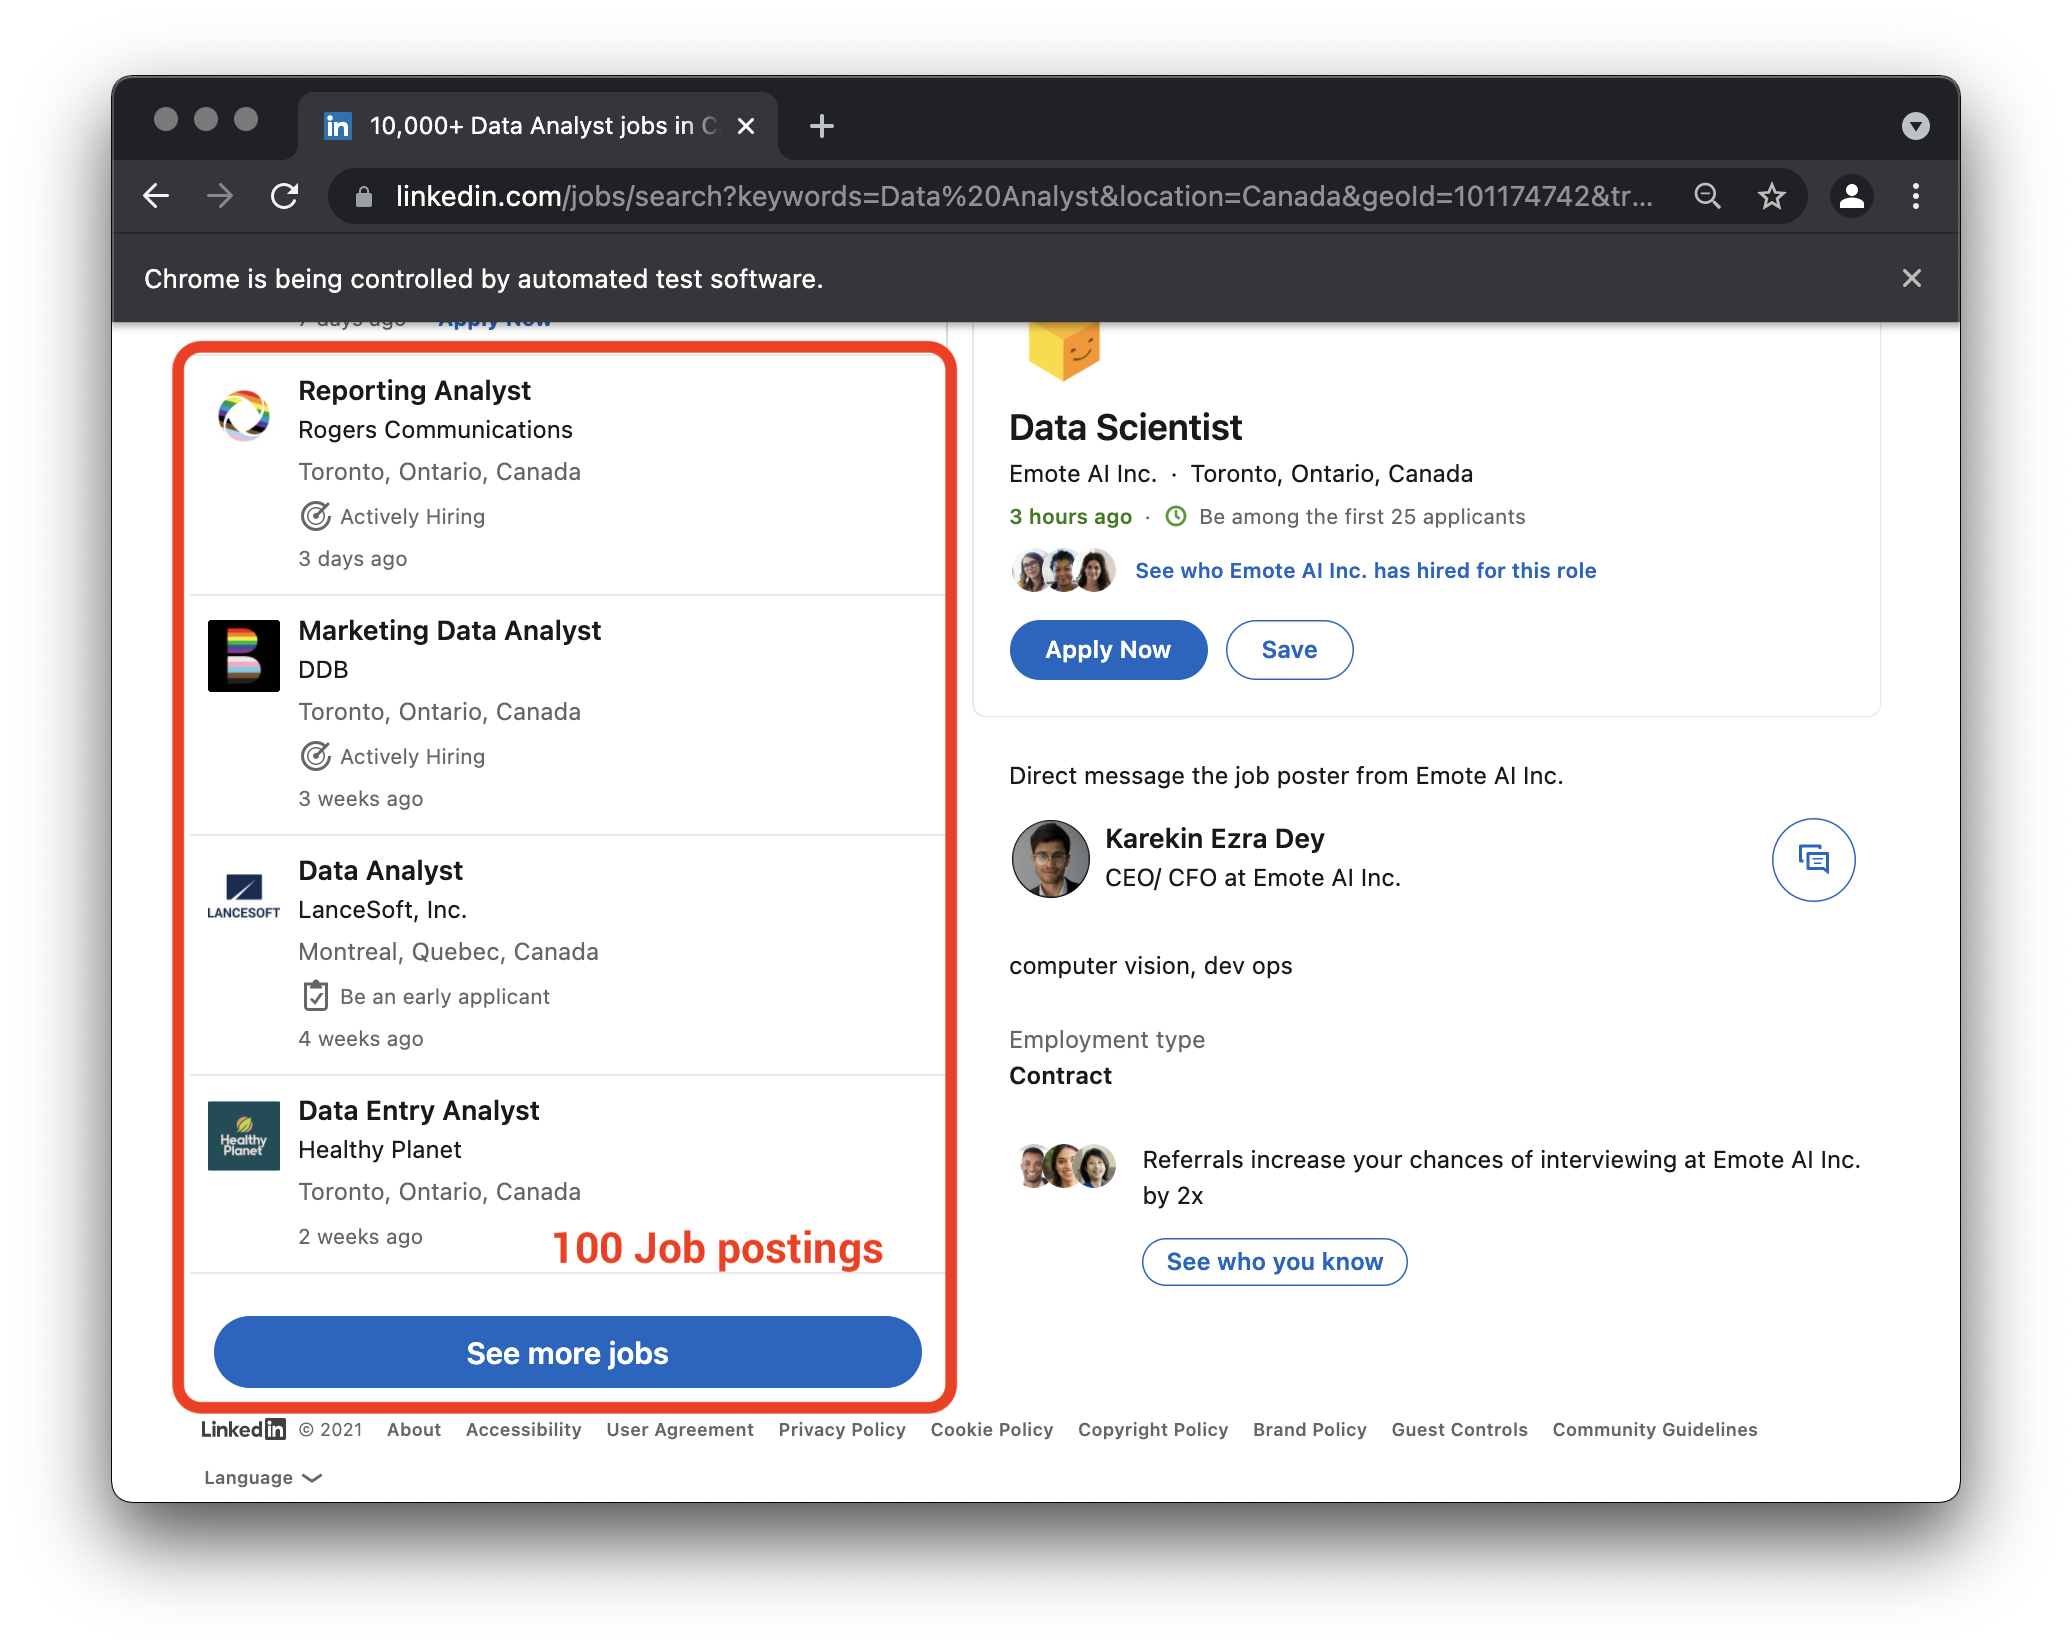 in 10,000+ Data Analyst jobs in C
linkedin.com/jobs/search?keywords=Data%20Analyst&location=Canada&geoId=101174742&tr...
Chrome is being controlled by automated test software.
7 days ago Apply Now
Reporting Analyst
Rogers Communications
Toronto, Ontario, Canada
Actively Hiring
3 days ago
B
Marketing Data Analyst
DDB
Toronto, Ontario, Canada
Actively Hiring
3 weeks ago
LANCESOFT
Data Analyst
LanceSoft, Inc.
Montreal, Quebec, Canada
Be an early applicant
4 weeks ago
Healthy
Planet
Data Entry Analyst
Healthy Planet
Toronto, Ontario, Canada
2 weeks ago
100 Job postings
See more jobs
Data Scientist
Emote AI Inc. · Toronto, Ontario, Canada
3 hours ago · Be among the first 25 applicants
See who Emote AI Inc. has hired for this role
Apply Now Save
Direct message the job poster from Emote AI Inc.
Karekin Ezra Dey
CEO/ CFO at Emote AI Inc.
computer vision, dev ops
Employment type
Contract
Referrals increase your chances of interviewing at Emote AI Inc.
by 2x
See who you know
Linked in © 2021 About Accessibility User Agreement Privacy Policy Cookie Policy Copyright Policy Brand Policy Guest Controls Community Guidelines
Language